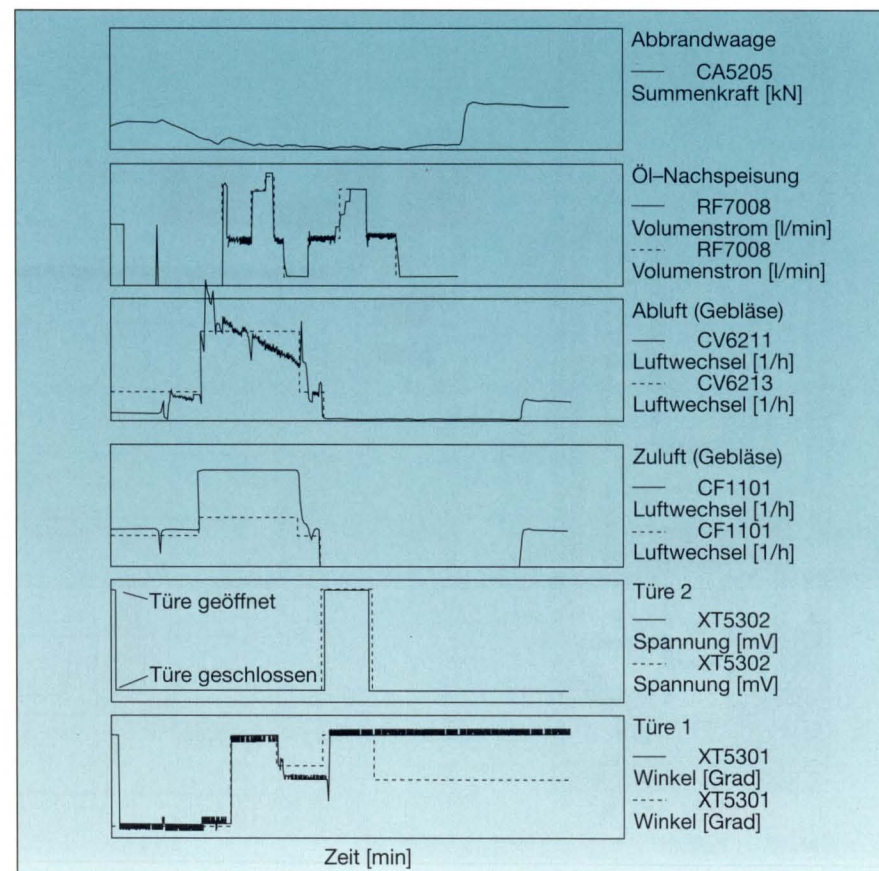 Abbrandwaage
CA5205
Summenkraft [kN]
Öl–Nachspeisung
RF7008
Volumenstrom [l/min]
RF7008
Volumenstron [l/min]
Abluft (Gebläse)
CV6211
Luftwechsel [1/h]
CV6213
Luftwechsel [1/h]
Zuluft (Gebläse)
CF1101
Luftwechsel [1/h]
CF1101
Luftwechsel [1/h]
Türe geöffnet
Türe geschlossen
Türe 2
XT5302
Spannung [mV]
XT5302
Spannung [mV]
Türe 1
XT5301
Winkel [Grad]
XT5301
Winkel [Grad]
Zeit [min]